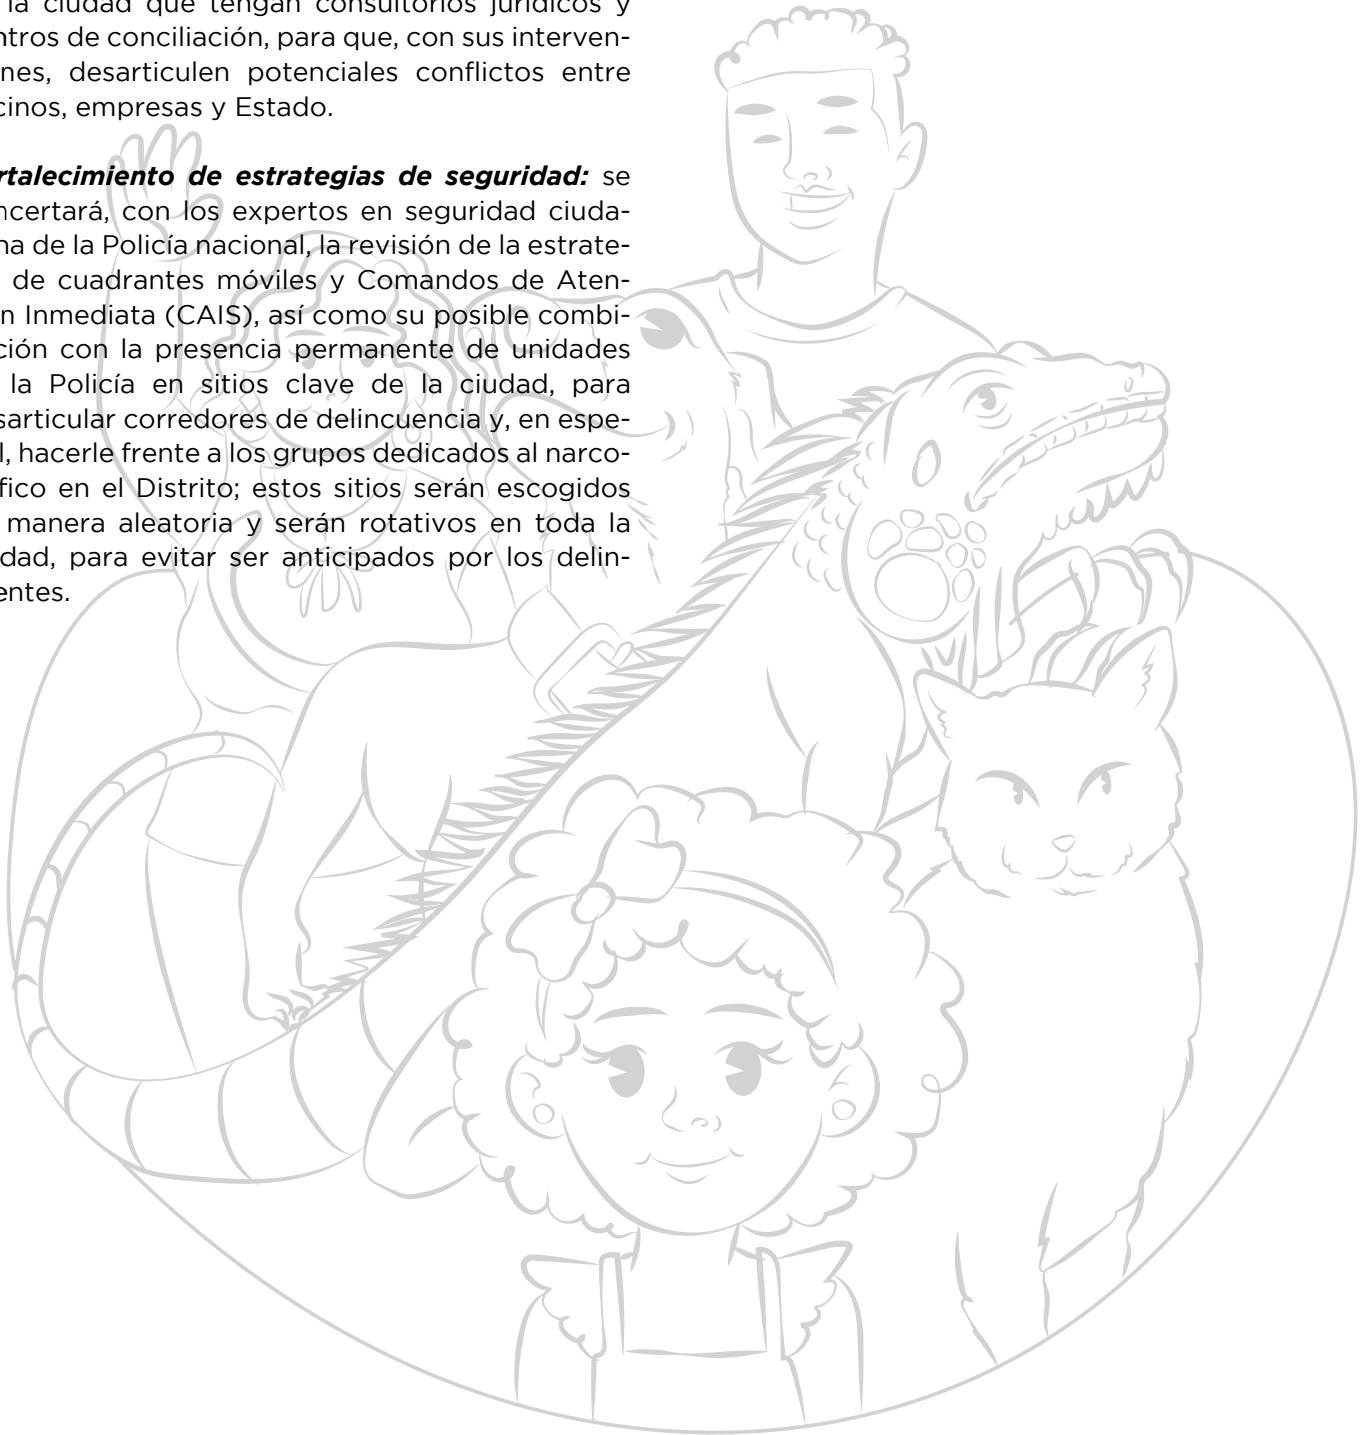 la ciudad que tengan consultorios jurídicos y
ntros de conciliación, para que, con sus interven-
nes, desarticulen potenciales conflictos entre
cinos, empresas y Estado.
rtalecimiento de estrategias de seguridad: se
ncertará, con los expertos en seguridad ciuda-
na de la Policía nacional, la revisión de la estrate-
de cuadrantes móviles y Comandos de Aten-
n Inmediata (CAIS), así como su posible combi-
ción con la presencia permanente de unidades
la Policía en sitios clave de la ciudad, para
sarticular corredores de delincuencia y, en espe-
l, hacerle frente a los grupos dedicados al narco-
fico en el Distrito; estos sitios serán escogidos
manera aleatoria y serán rotativos en toda la
dad, para evitar ser anticipados por los delin-
entes.